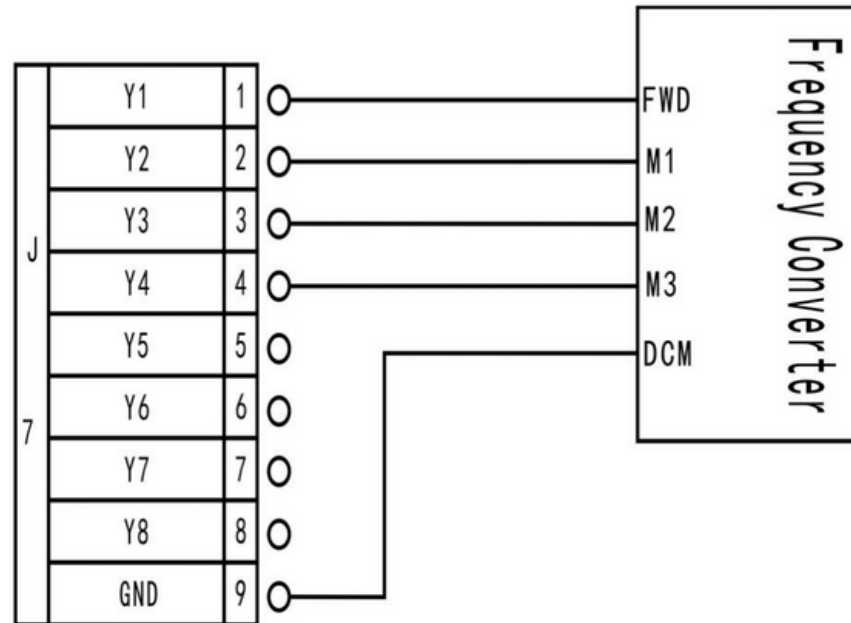 J7
Y1 1
Y2 2
Y3 3
Y4 4
Y5 5
Y6 6
Y7 7
Y8 8
GND 9
FWD
M1
M2
M3
DCM
Frequency Converter